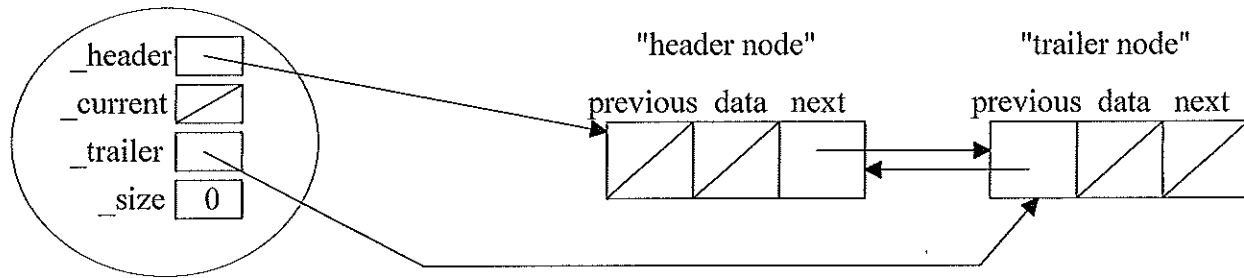 _header
_current
_trailer
_size 0
"header node"
previous data next
"trailer node"
previous data next